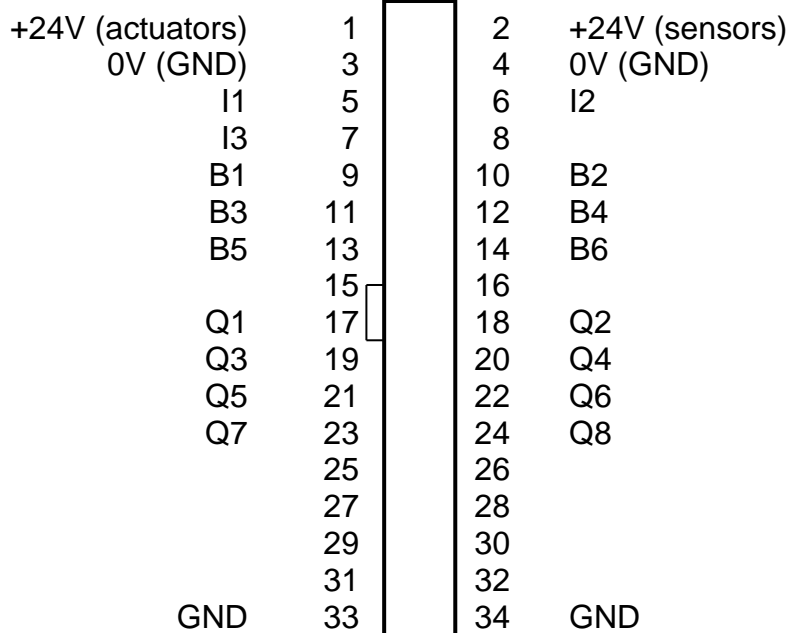 +24V (actuators) 1 2 +24V (sensors)
0V (GND) 3 4 0V (GND)
I1 5 6 I2
I3 7 8
B1 9 10 B2
B3 11 12 B4
B5 13 14 B6
15 16
Q1 17 18 Q2
Q3 19 20 Q4
Q5 21 22 Q6
Q7 23 24 Q8
25 26
27 28
29 30
31 32
GND 33 34 GND